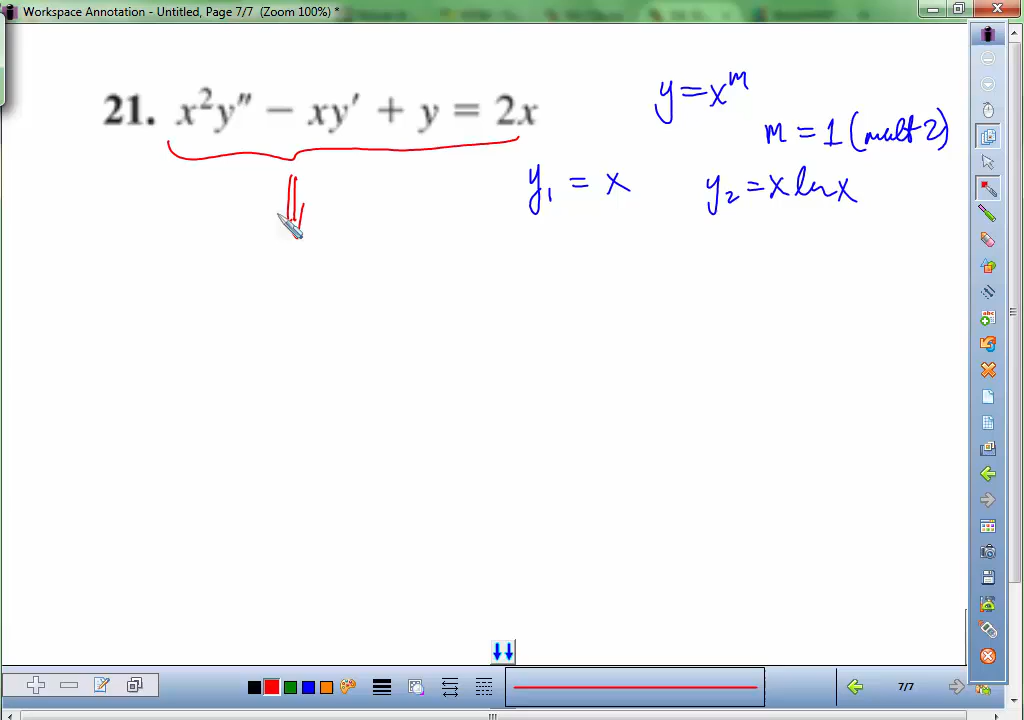 Workspace Annotation - Untitled, Page 7/7 (Zoom 100%) *
21. x²y″ − xy′ + y = 2x
y = x^m
m = 1 (mult 2)
y₁ = x
y₂ = x ln x
abc
7/7